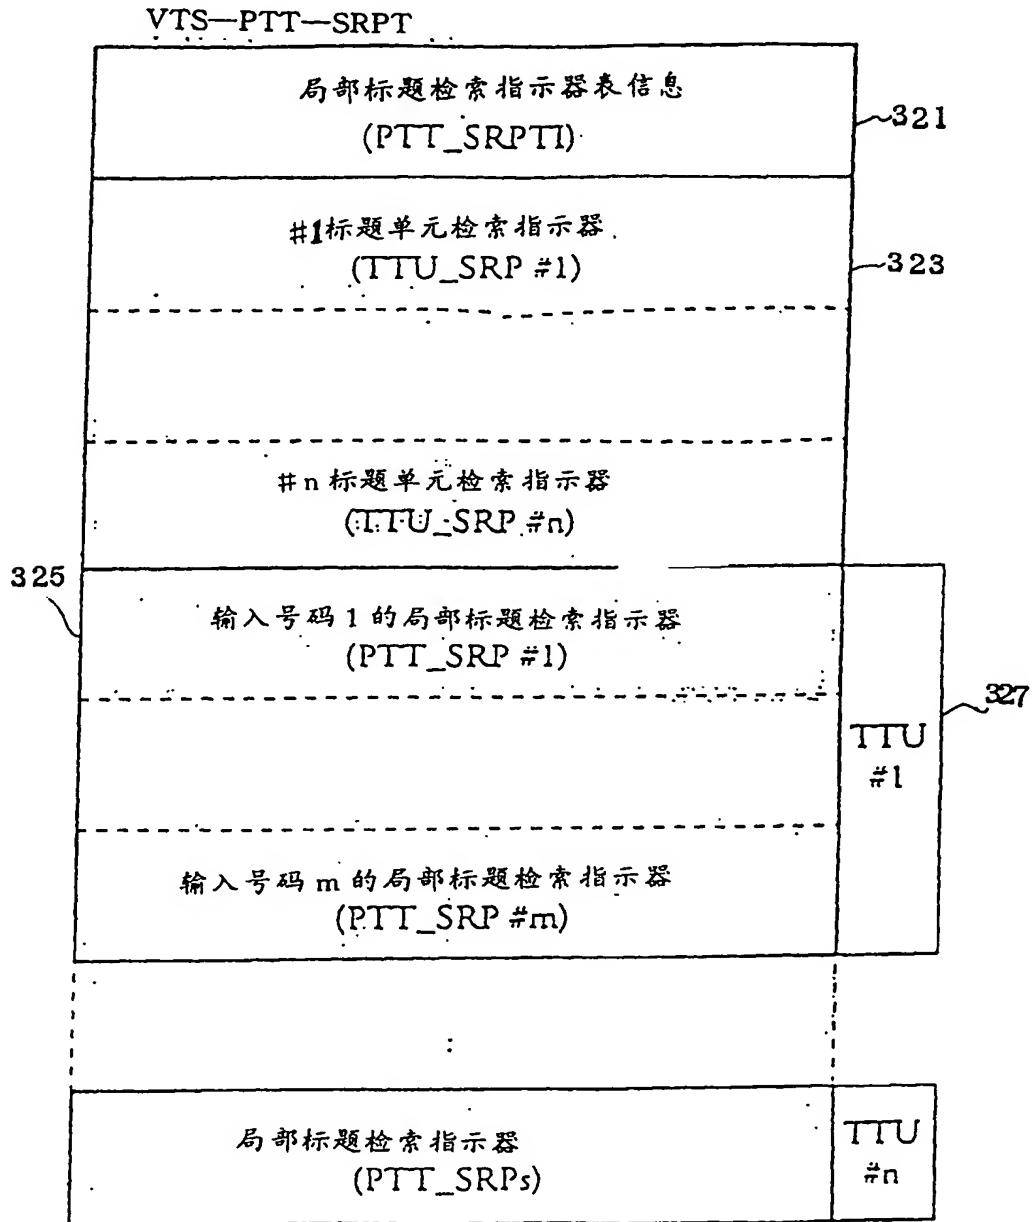 VTS—PTT—SRPT
局部标题检索指示器表信息
(PTT_SRPTI)
321
#1标题单元检索指示器
(TTU_SRP #1)
323
#n标题单元检索指示器
(TTU_SRP #n)
325
输入号码1的局部标题检索指示器
(PTT_SRP #1)
327
TTU
#1
输入号码m的局部标题检索指示器
(PTT_SRP #m)
:
局部标题检索指示器
(PTT_SRPs)
TTU
#n